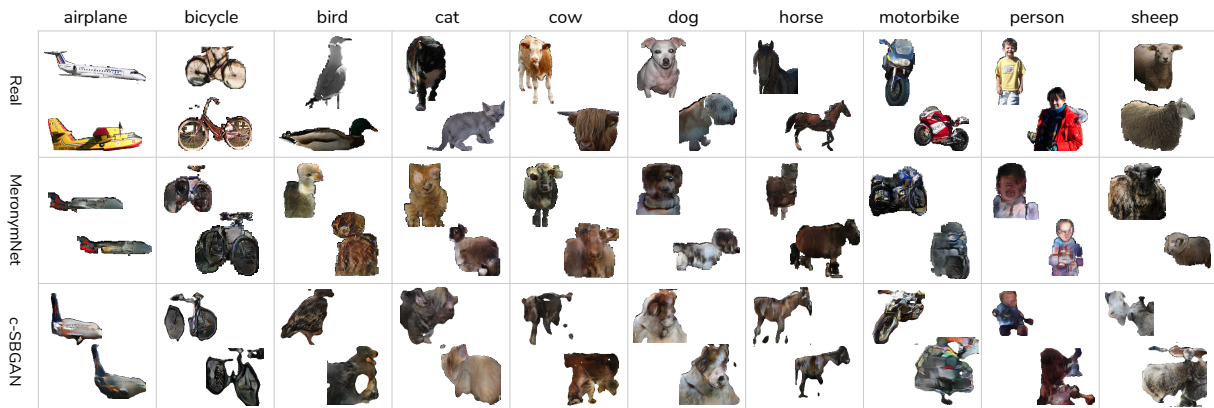 airplane bicycle bird cat cow dog horse motorbike person sheep
Real
MeronymNet
c-SBGAN